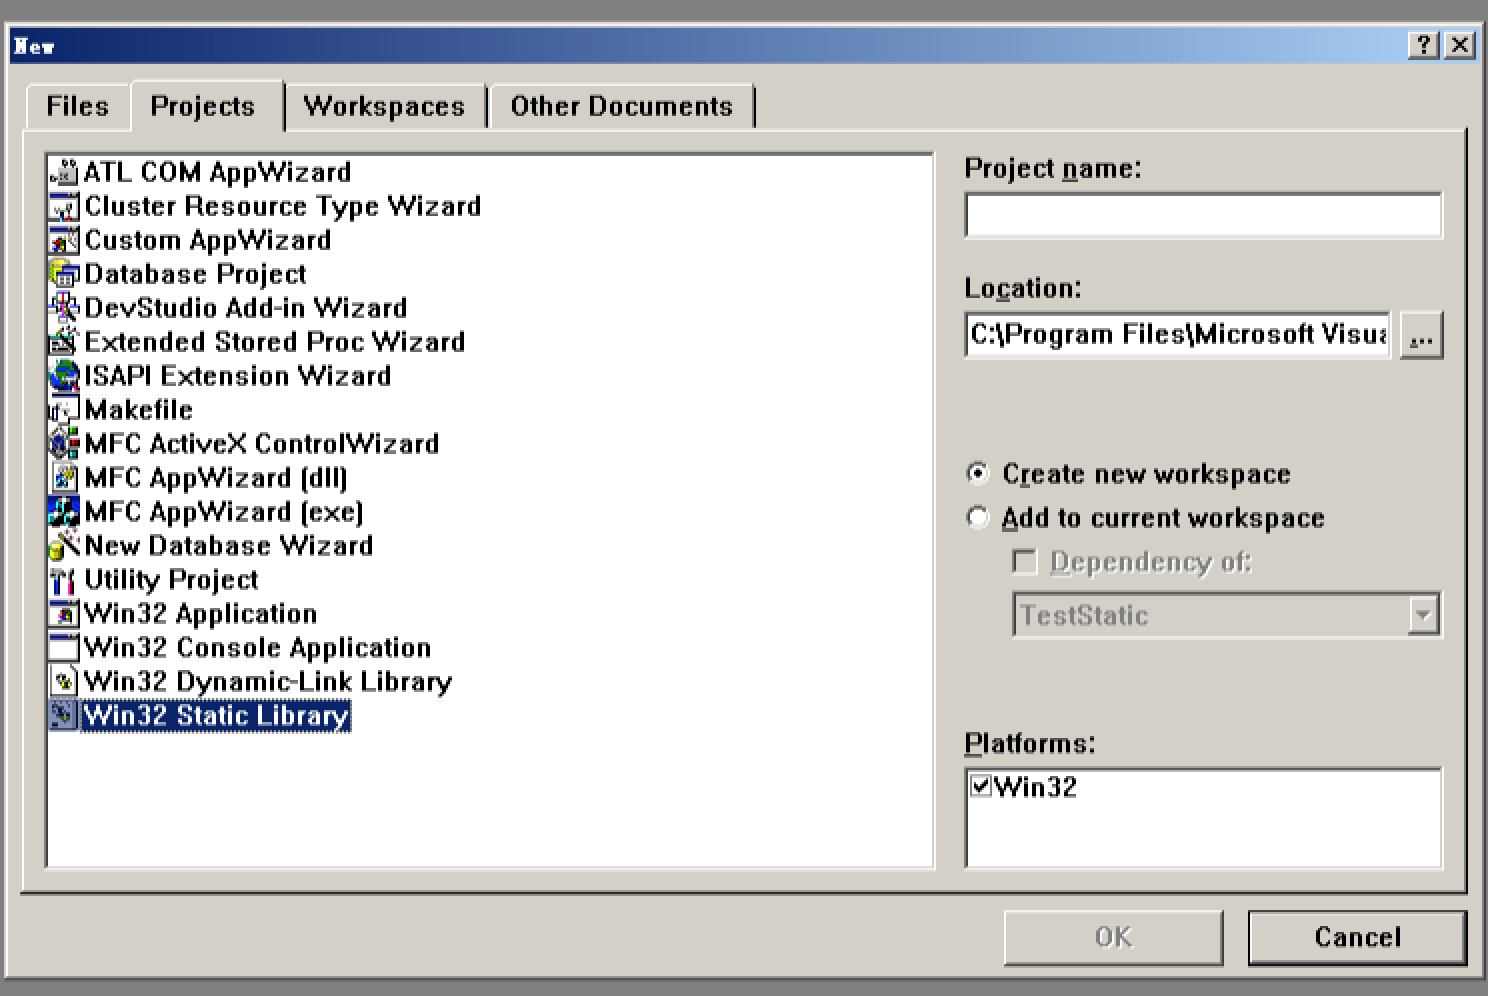 New
Files Projects Workspaces Other Documents
ATL COM AppWizard
Cluster Resource Type Wizard
Custom AppWizard
Database Project
DevStudio Add-in Wizard
Extended Stored Proc Wizard
ISAPI Extension Wizard
Makefile
MFC ActiveX ControlWizard
MFC AppWizard (dll)
MFC AppWizard (exe)
New Database Wizard
Utility Project
Win32 Application
Win32 Console Application
Win32 Dynamic-Link Library
Win32 Static Library
Project name:
Location:
C:\Program Files\Microsoft Visua
...
Create new workspace
Add to current workspace
Dependency of:
TestStatic
Platforms:
Win32
OK Cancel